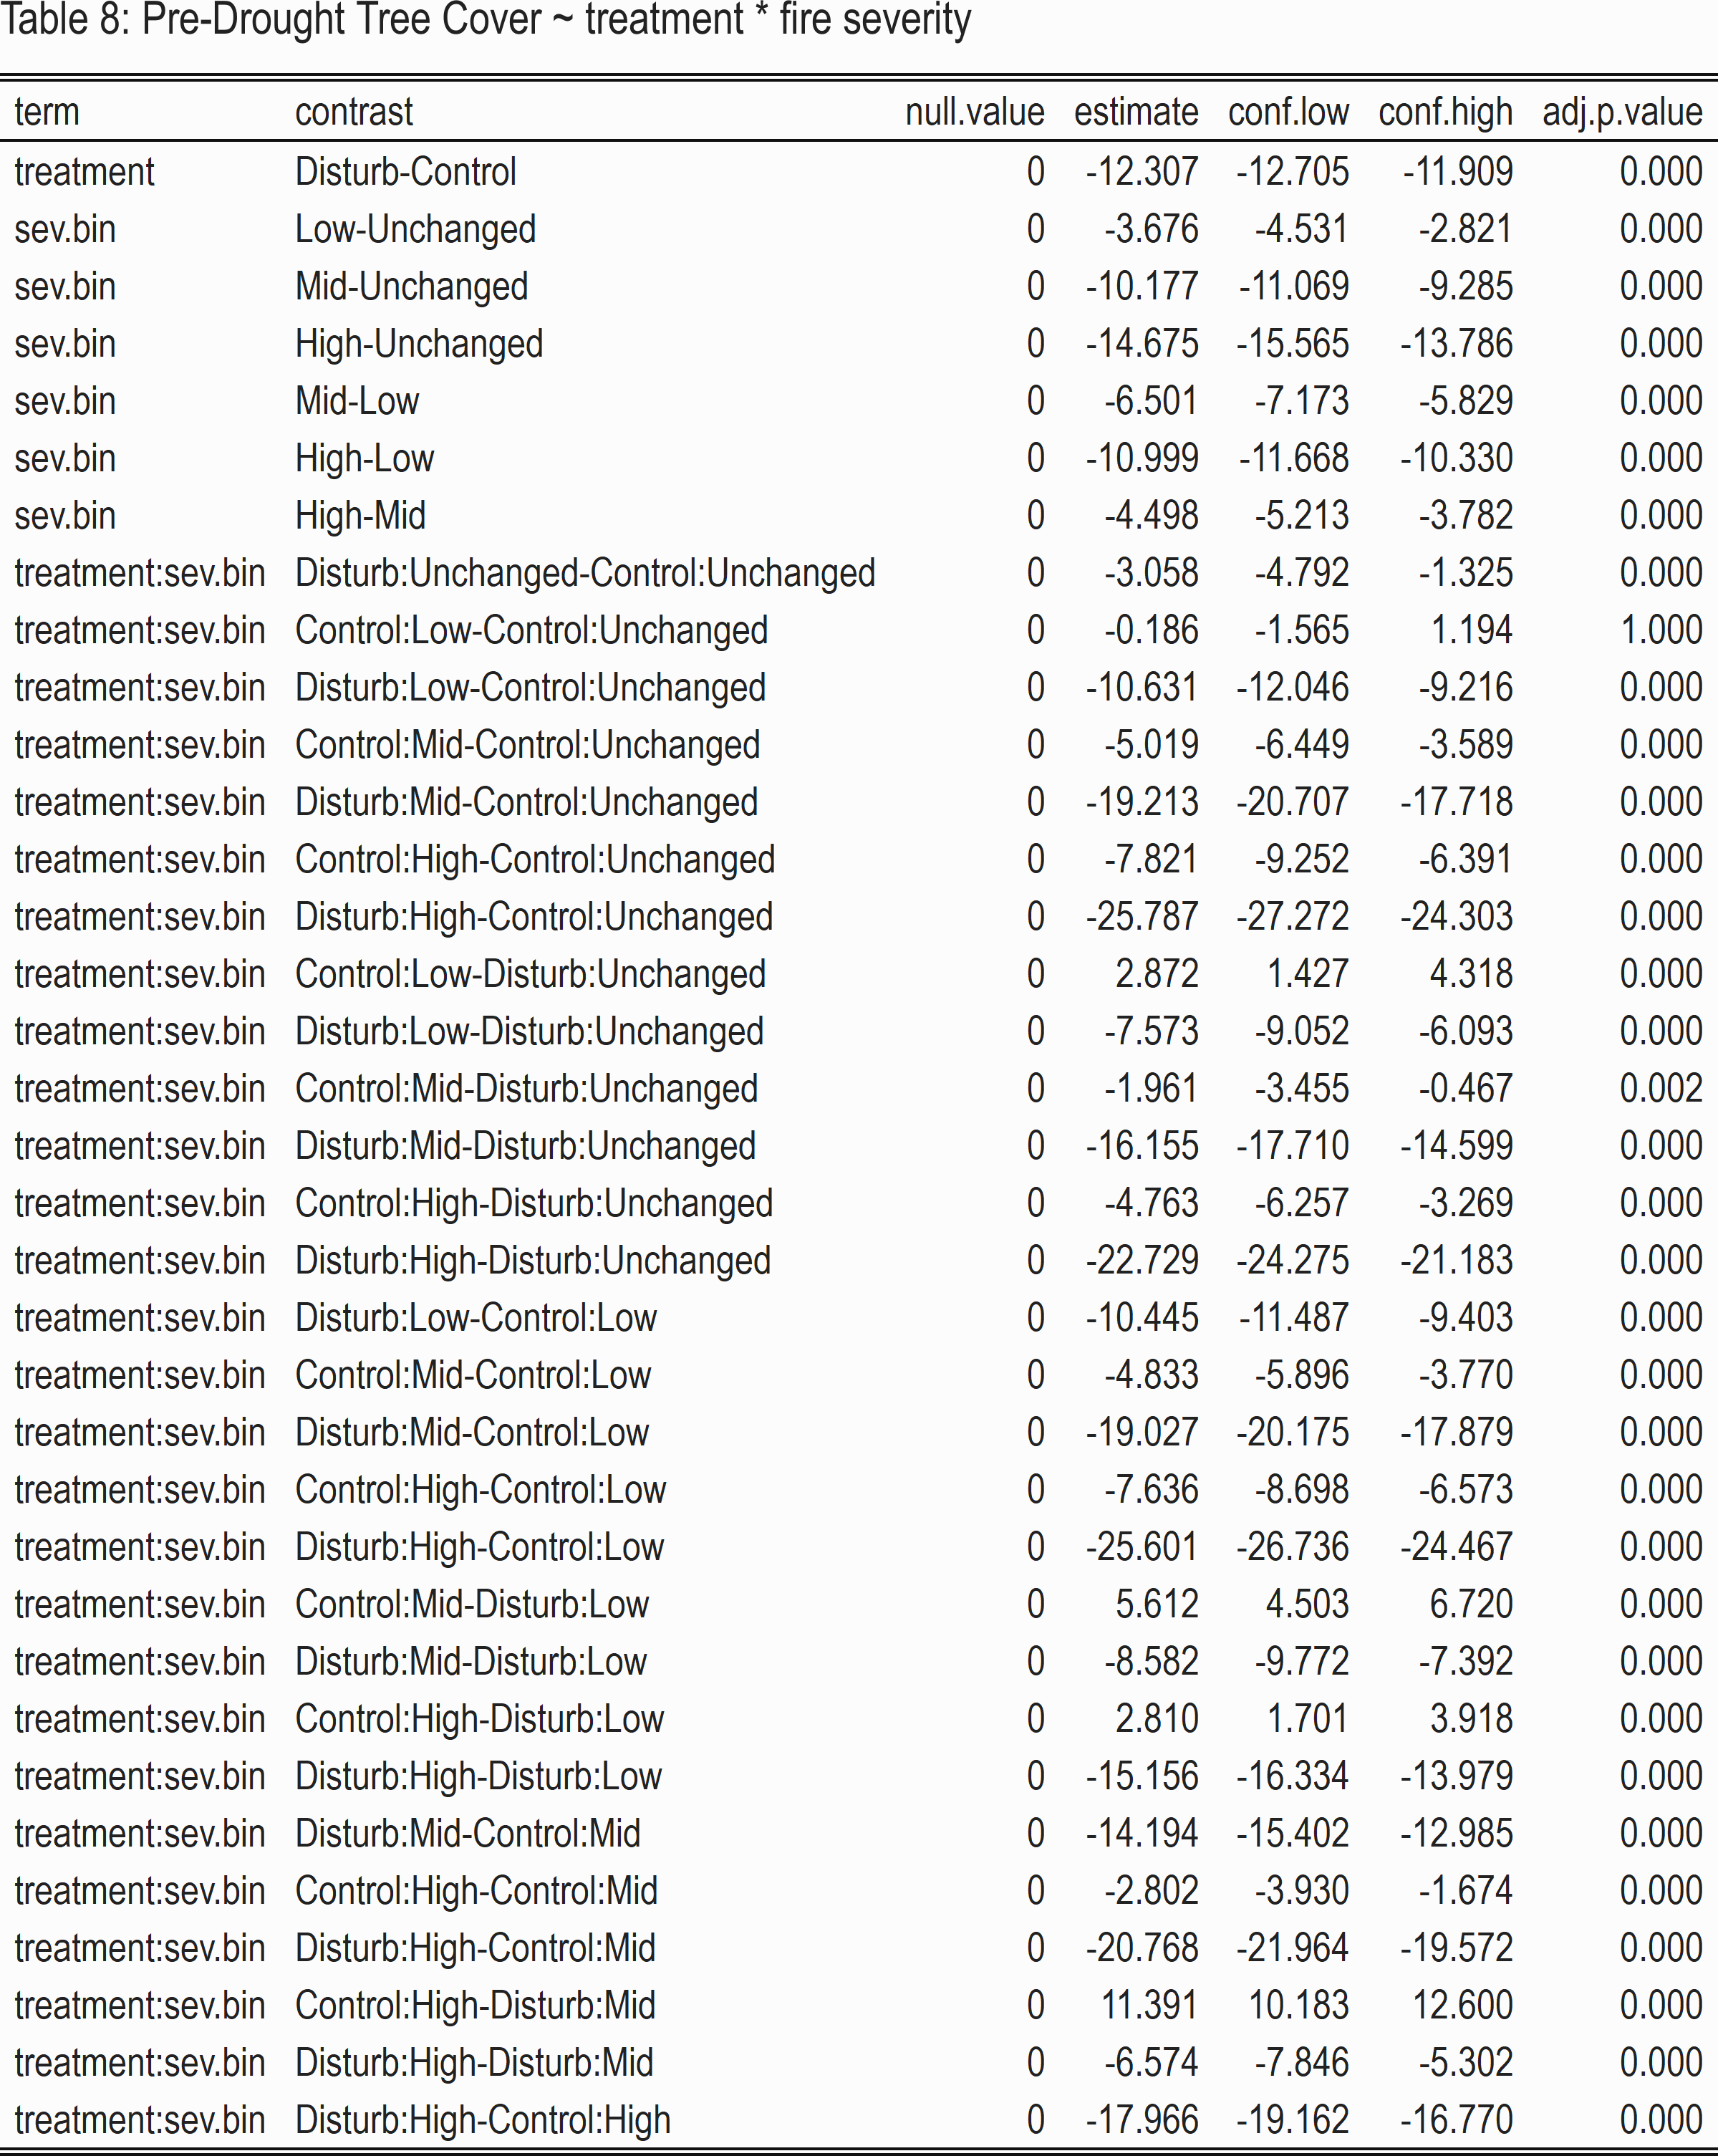 Table 8: Pre-Drought Tree Cover ~ treatment * fire severity
term contrast null.value estimate conf.low conf.high adj.p.value
treatment Disturb-Control 0 -12.307 -12.705 -11.909 0.000
sev.bin Low-Unchanged 0 -3.676 -4.531 -2.821 0.000
sev.bin Mid-Unchanged 0 -10.177 -11.069 -9.285 0.000
sev.bin High-Unchanged 0 -14.675 -15.565 -13.786 0.000
sev.bin Mid-Low 0 -6.501 -7.173 -5.829 0.000
sev.bin High-Low 0 -10.999 -11.668 -10.330 0.000
sev.bin High-Mid 0 -4.498 -5.213 -3.782 0.000
treatment:sev.bin Disturb:Unchanged-Control:Unchanged 0 -3.058 -4.792 -1.325 0.000
treatment:sev.bin Control:Low-Control:Unchanged 0 -0.186 -1.565 1.194 1.000
treatment:sev.bin Disturb:Low-Control:Unchanged 0 -10.631 -12.046 -9.216 0.000
treatment:sev.bin Control:Mid-Control:Unchanged 0 -5.019 -6.449 -3.589 0.000
treatment:sev.bin Disturb:Mid-Control:Unchanged 0 -19.213 -20.707 -17.718 0.000
treatment:sev.bin Control:High-Control:Unchanged 0 -7.821 -9.252 -6.391 0.000
treatment:sev.bin Disturb:High-Control:Unchanged 0 -25.787 -27.272 -24.303 0.000
treatment:sev.bin Control:Low-Disturb:Unchanged 0 2.872 1.427 4.318 0.000
treatment:sev.bin Disturb:Low-Disturb:Unchanged 0 -7.573 -9.052 -6.093 0.000
treatment:sev.bin Control:Mid-Disturb:Unchanged 0 -1.961 -3.455 -0.467 0.002
treatment:sev.bin Disturb:Mid-Disturb:Unchanged 0 -16.155 -17.710 -14.599 0.000
treatment:sev.bin Control:High-Disturb:Unchanged 0 -4.763 -6.257 -3.269 0.000
treatment:sev.bin Disturb:High-Disturb:Unchanged 0 -22.729 -24.275 -21.183 0.000
treatment:sev.bin Disturb:Low-Control:Low 0 -10.445 -11.487 -9.403 0.000
treatment:sev.bin Control:Mid-Control:Low 0 -4.833 -5.896 -3.770 0.000
treatment:sev.bin Disturb:Mid-Control:Low 0 -19.027 -20.175 -17.879 0.000
treatment:sev.bin Control:High-Control:Low 0 -7.636 -8.698 -6.573 0.000
treatment:sev.bin Disturb:High-Control:Low 0 -25.601 -26.736 -24.467 0.000
treatment:sev.bin Control:Mid-Disturb:Low 0 5.612 4.503 6.720 0.000
treatment:sev.bin Disturb:Mid-Disturb:Low 0 -8.582 -9.772 -7.392 0.000
treatment:sev.bin Control:High-Disturb:Low 0 2.810 1.701 3.918 0.000
treatment:sev.bin Disturb:High-Disturb:Low 0 -15.156 -16.334 -13.979 0.000
treatment:sev.bin Disturb:Mid-Control:Mid 0 -14.194 -15.402 -12.985 0.000
treatment:sev.bin Control:High-Control:Mid 0 -2.802 -3.930 -1.674 0.000
treatment:sev.bin Disturb:High-Control:Mid 0 -20.768 -21.964 -19.572 0.000
treatment:sev.bin Control:High-Disturb:Mid 0 11.391 10.183 12.600 0.000
treatment:sev.bin Disturb:High-Disturb:Mid 0 -6.574 -7.846 -5.302 0.000
treatment:sev.bin Disturb:High-Control:High 0 -17.966 -19.162 -16.770 0.000